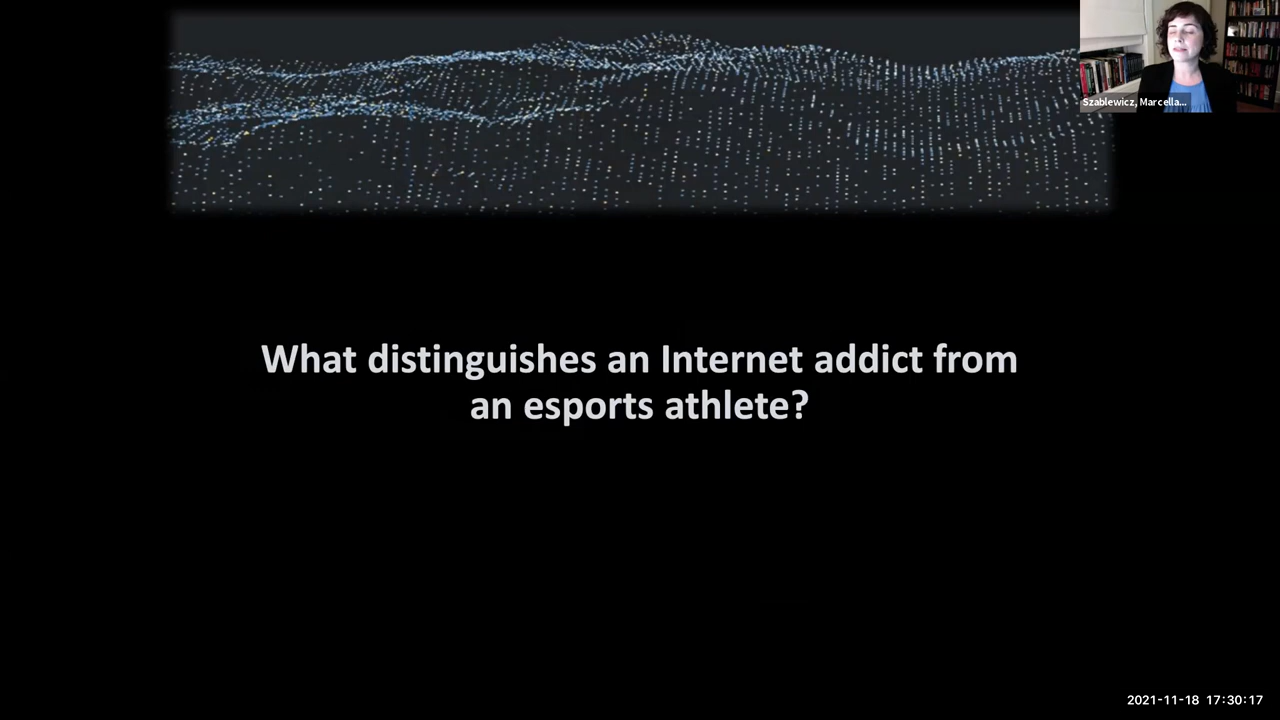 Szablewicz, Marcella...
What distinguishes an Internet addict from
an esports athlete?
2021-11-18 17:30:17